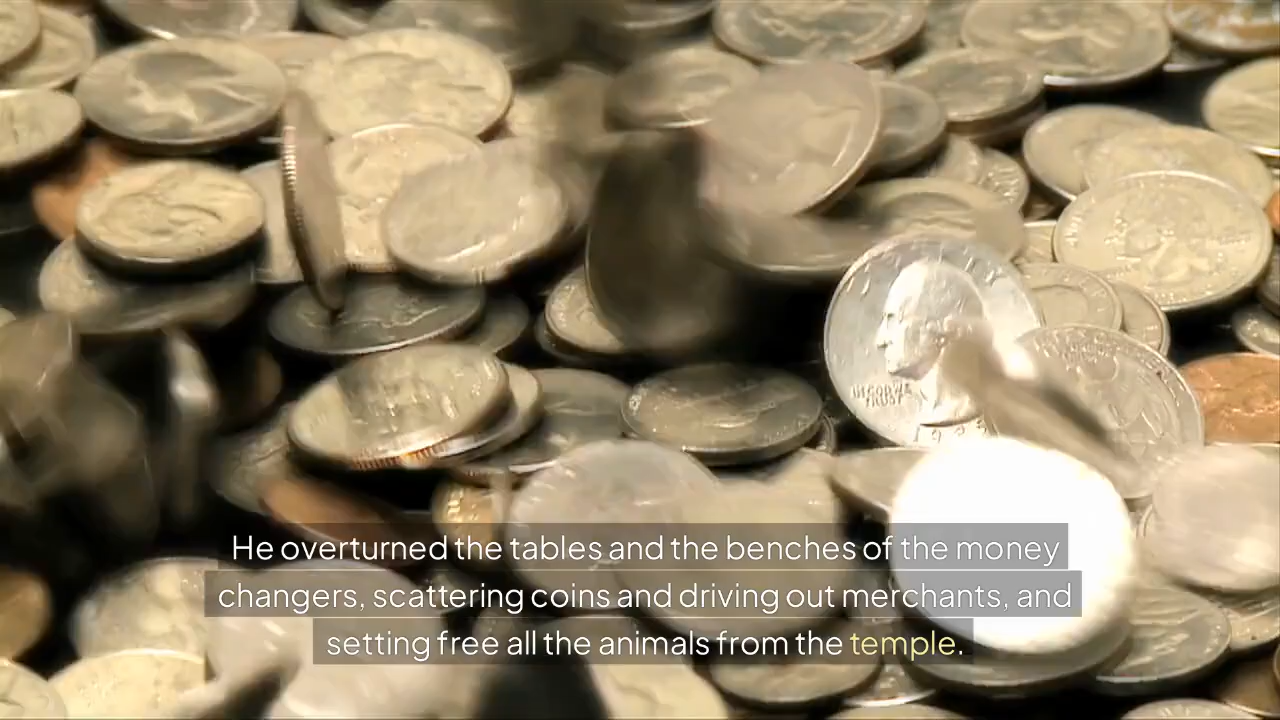 He overturned the tables and the benches of the money
changers, scattering coins and driving out merchants, and
setting free all the animals from the temple.